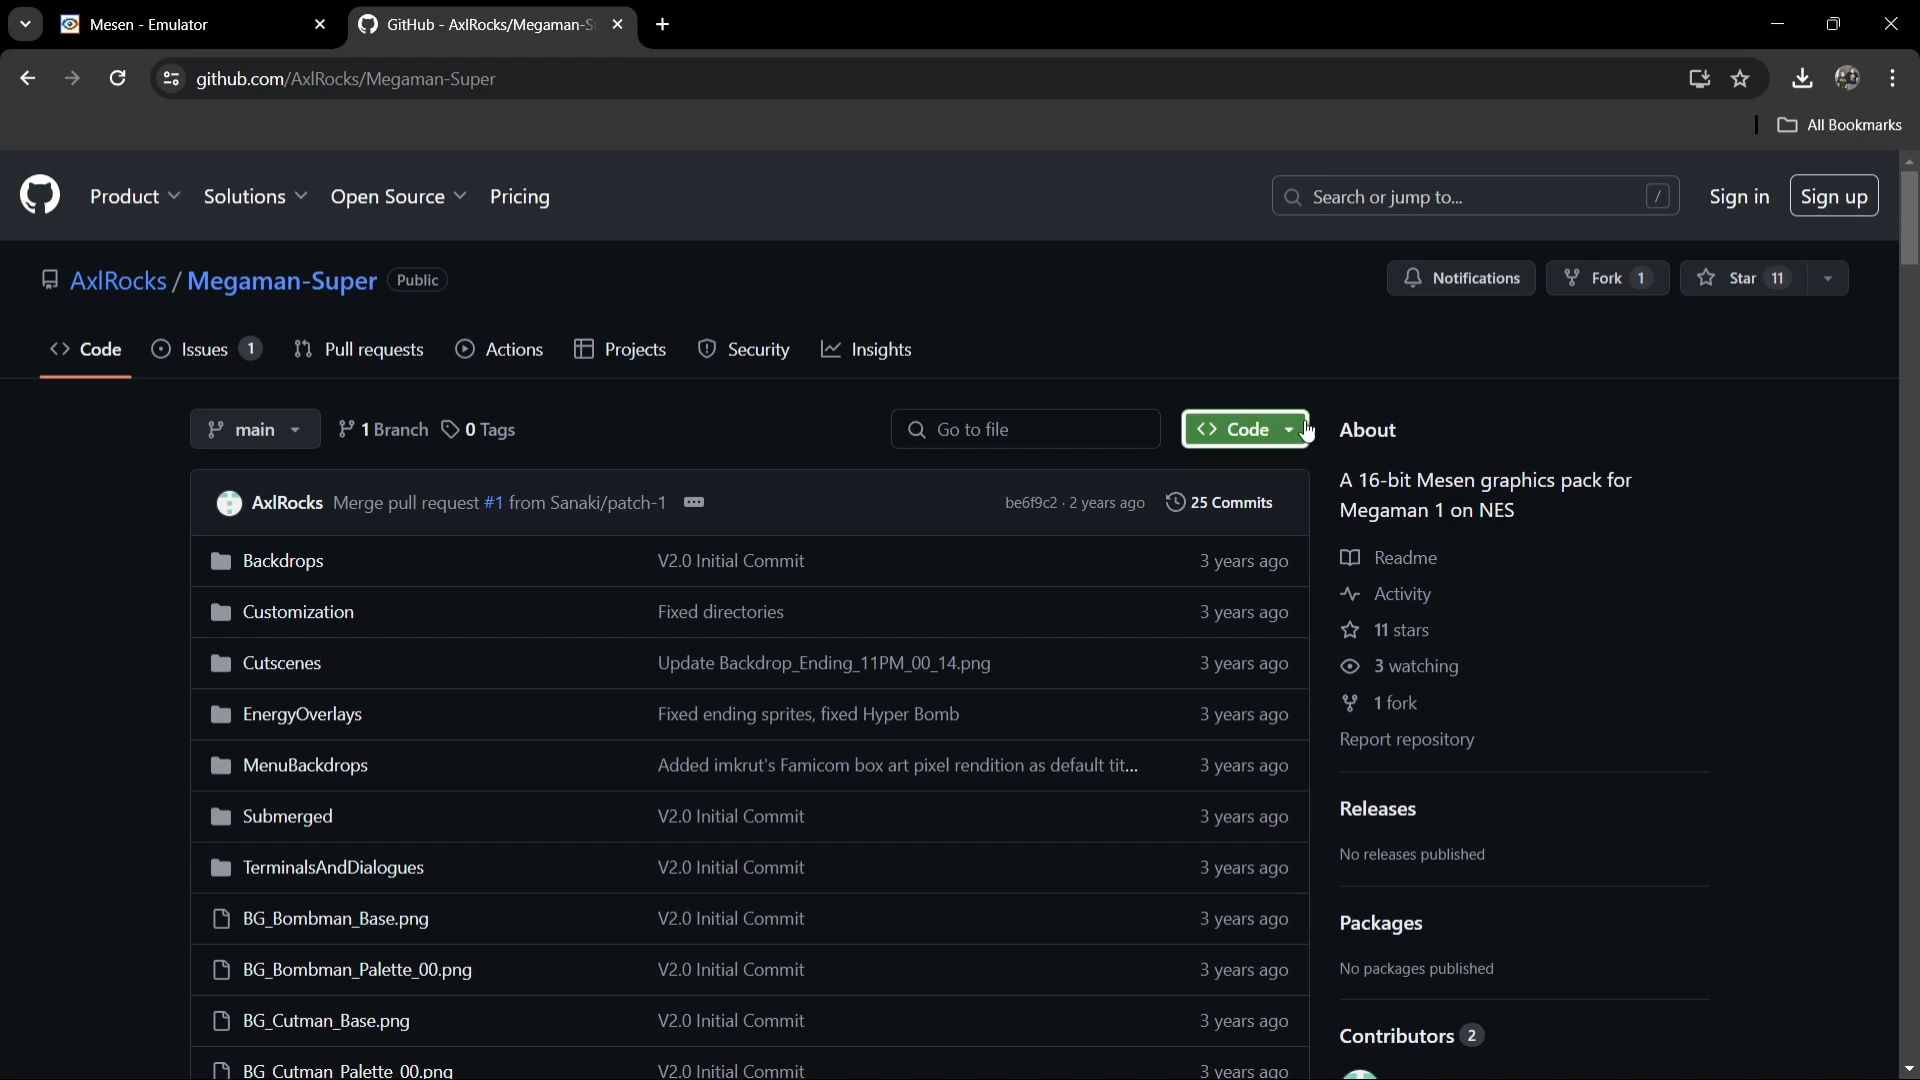 Mesen - Emulator
GitHub - AxlRocks/Megaman-S
github.com/AxlRocks/Megaman-Super
All Bookmarks
Product Solutions Open Source Pricing
Search or jump to... /
Sign in Sign up
AxlRocks / Megaman-Super Public
Notifications Fork 1 Star 11
Code Issues 1 Pull requests Actions Projects Security Insights
main 1 Branch 0 Tags Go to file Code
AxlRocks Merge pull request #1 from Sanaki/patch-1 be6f9c2 · 2 years ago 25 Commits
Backdrops V2.0 Initial Commit 3 years ago
Customization Fixed directories 3 years ago
Cutscenes Update Backdrop_Ending_11PM_00_14.png 3 years ago
EnergyOverlays Fixed ending sprites, fixed Hyper Bomb 3 years ago
MenuBackdrops Added imkrut's Famicom box art pixel rendition as default tit... 3 years ago
Submerged V2.0 Initial Commit 3 years ago
TerminalsAndDialogues V2.0 Initial Commit 3 years ago
BG_Bombman_Base.png V2.0 Initial Commit 3 years ago
BG_Bombman_Palette_00.png V2.0 Initial Commit 3 years ago
BG_Cutman_Base.png V2.0 Initial Commit 3 years ago
BG_Cutman_Palette_00.png V2.0 Initial Commit 3 years ago
About
A 16-bit Mesen graphics pack for
Megaman 1 on NES
Readme
Activity
11 stars
3 watching
1 fork
Report repository
Releases
No releases published
Packages
No packages published
Contributors 2